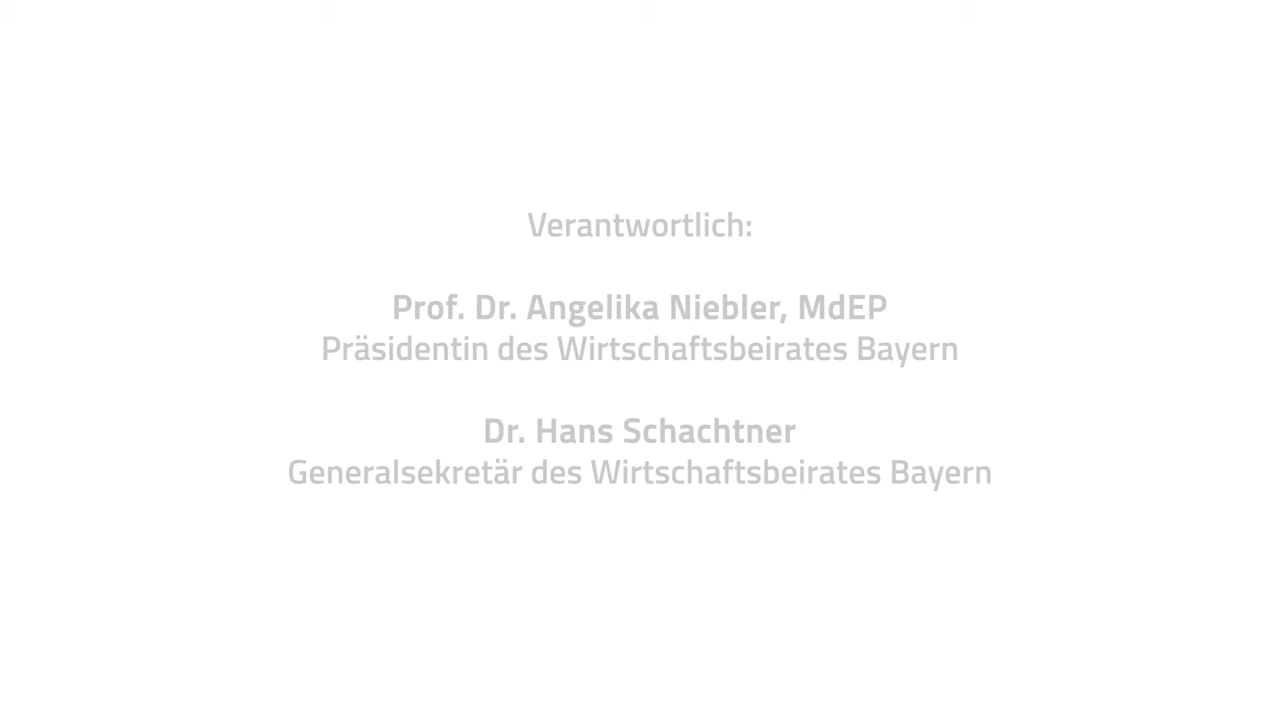 Verantwortlich:
Prof. Dr. Angelika Niebler, MdEP
Präsidentin des Wirtschaftsbeirates Bayern
Dr. Hans Schachtner
Generalsekretär des Wirtschaftsbeirates Bayern